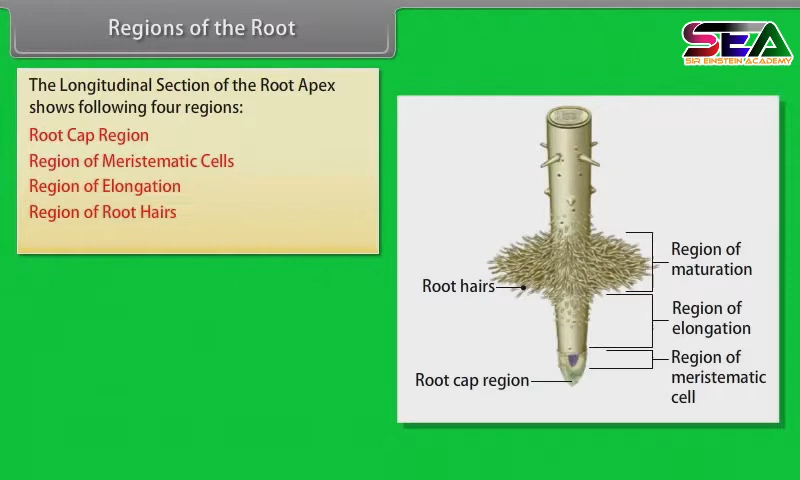 Regions of the Root
SEA
SIR EINSTEIN ACADEMY
The Longitudinal Section of the Root Apex
shows following four regions:
Root Cap Region
Region of Meristematic Cells
Region of Elongation
Region of Root Hairs
Region of
maturation
Root hairs
Region of
elongation
Region of
meristematic
cell
Root cap region